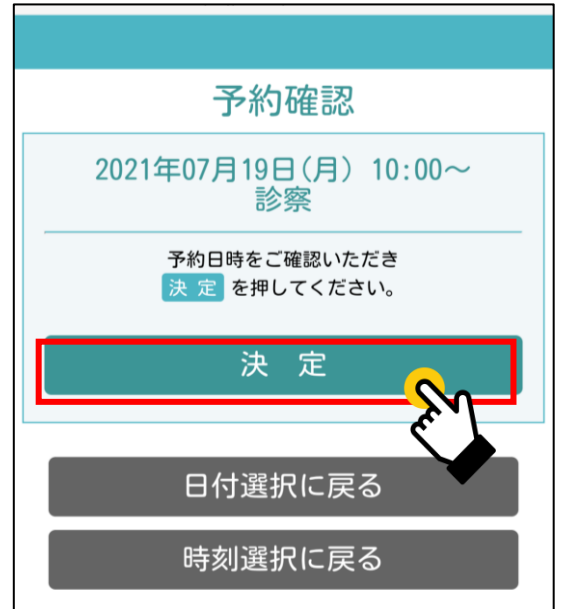 予約確認
2021年07月19日(月) 10:00～
診察
予約日時をご確認いただき
決 定 を押してください。
決 定
日付選択に戻る
時刻選択に戻る